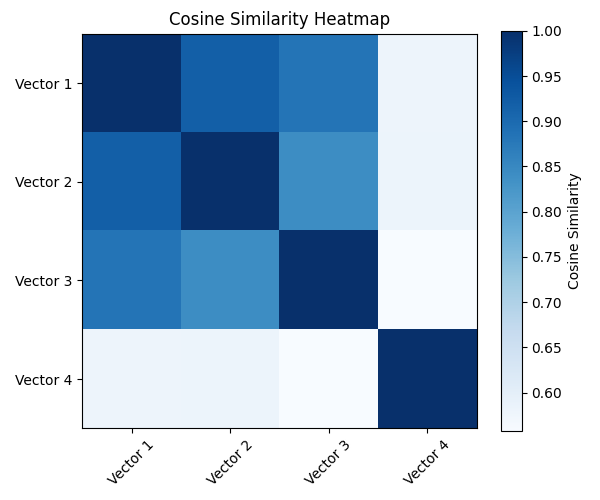 Cosine Similarity Heatmap
Vector 1
Vector 2
Vector 3
Vector 4
Vector 1
Vector 2
Vector 3
Vector 4
1.00
0.95
0.90
0.85
0.80
0.75
0.70
0.65
0.60
Cosine Similarity